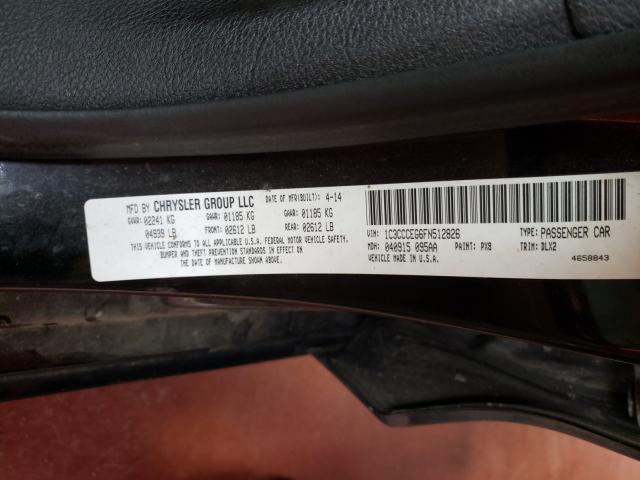 MFD BY CHRYSLER GROUP LLC DATE OF MFR(BUILT): 4-14
GVWR: 02241 KG GAWR: 01185 KG GAWR: 01185 KG
04939 LB FRONT: 02612 LB REAR: 02612 LB
THIS VEHICLE CONFORMS TO ALL APPLICABLE U.S.A. FEDERAL MOTOR VEHICLE SAFETY,
BUMPER AND THEFT PREVENTION STANDARDS IN EFFECT ON
THE DATE OF MANUFACTURE SHOWN ABOVE.
VIN: 1C3CCCEG6FN512826 TYPE: PASSENGER CAR
MDH: 040915 095AA PAINT: PX8 TRIM: DLX2
VEHICLE MADE IN U.S.A. 4658843